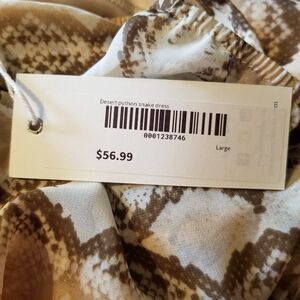 Desert python snake dress
0001238746
Large
$56.99